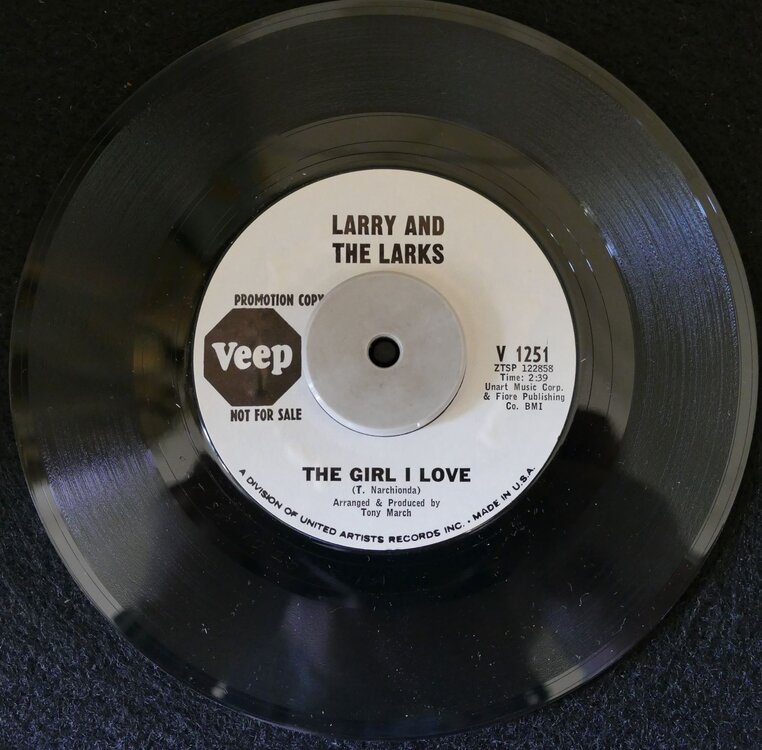 LARRY AND
THE LARKS
PROMOTION COPY
Veep
NOT FOR SALE
V 1251
ZTSP 122858
Time: 2:39
Unart Music Corp.
& Fiore Publishing
Co. BMI
THE GIRL I LOVE
(T. Narchionda)
Arranged & Produced by
Tony March
A DIVISION OF UNITED ARTISTS RECORDS INC. • MADE IN U.S.A.